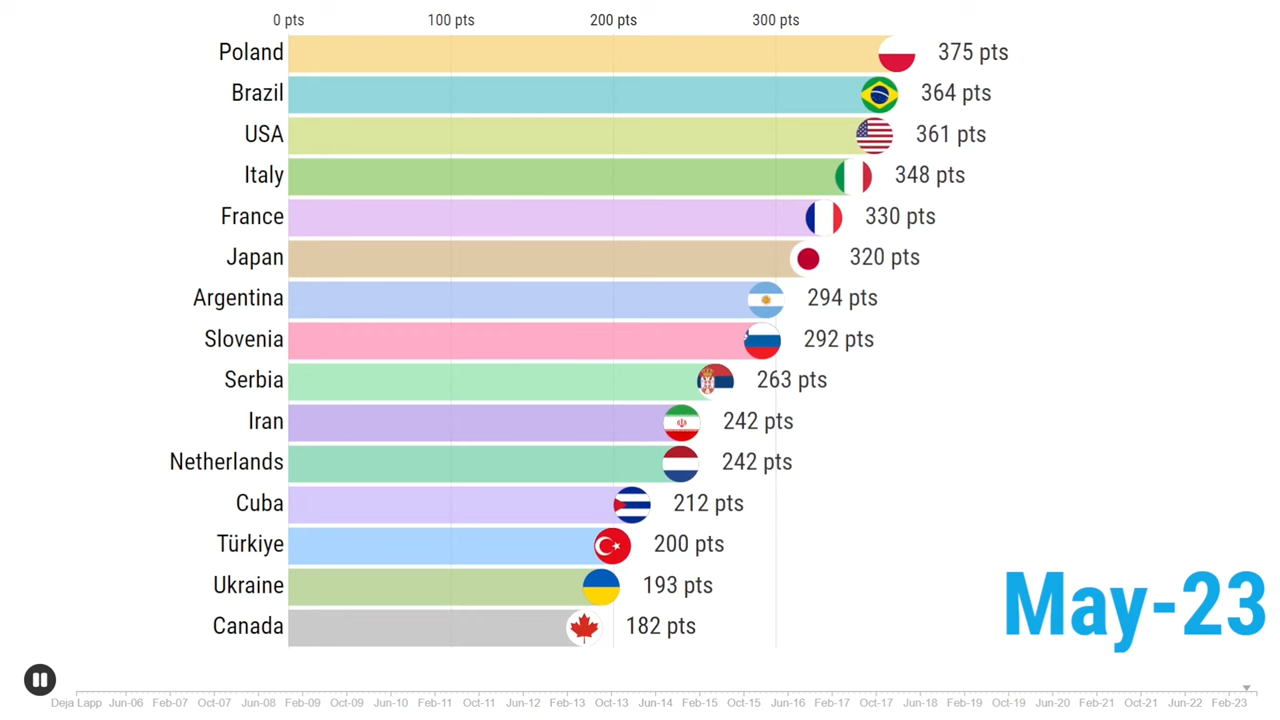 0 pts 100 pts 200 pts 300 pts
Poland 375 pts
Brazil 364 pts
USA 361 pts
Italy 348 pts
France 330 pts
Japan 320 pts
Argentina 294 pts
Slovenia 292 pts
Serbia 263 pts
Iran 242 pts
Netherlands 242 pts
Cuba 212 pts
Türkiye 200 pts
Ukraine 193 pts
Canada 182 pts
May-23
Deja Lapp Jun-06 Feb-07 Oct-07 Jun-08 Feb-09 Oct-09 Jun-10 Feb-11 Oct-11 Jun-12 Feb-13 Oct-13 Jun-14 Feb-15 Oct-15 Jun-16 Feb-17 Oct-17 Jun-18 Feb-19 Oct-19 Jun-20 Feb-21 Oct-21 Jun-22 Feb-23